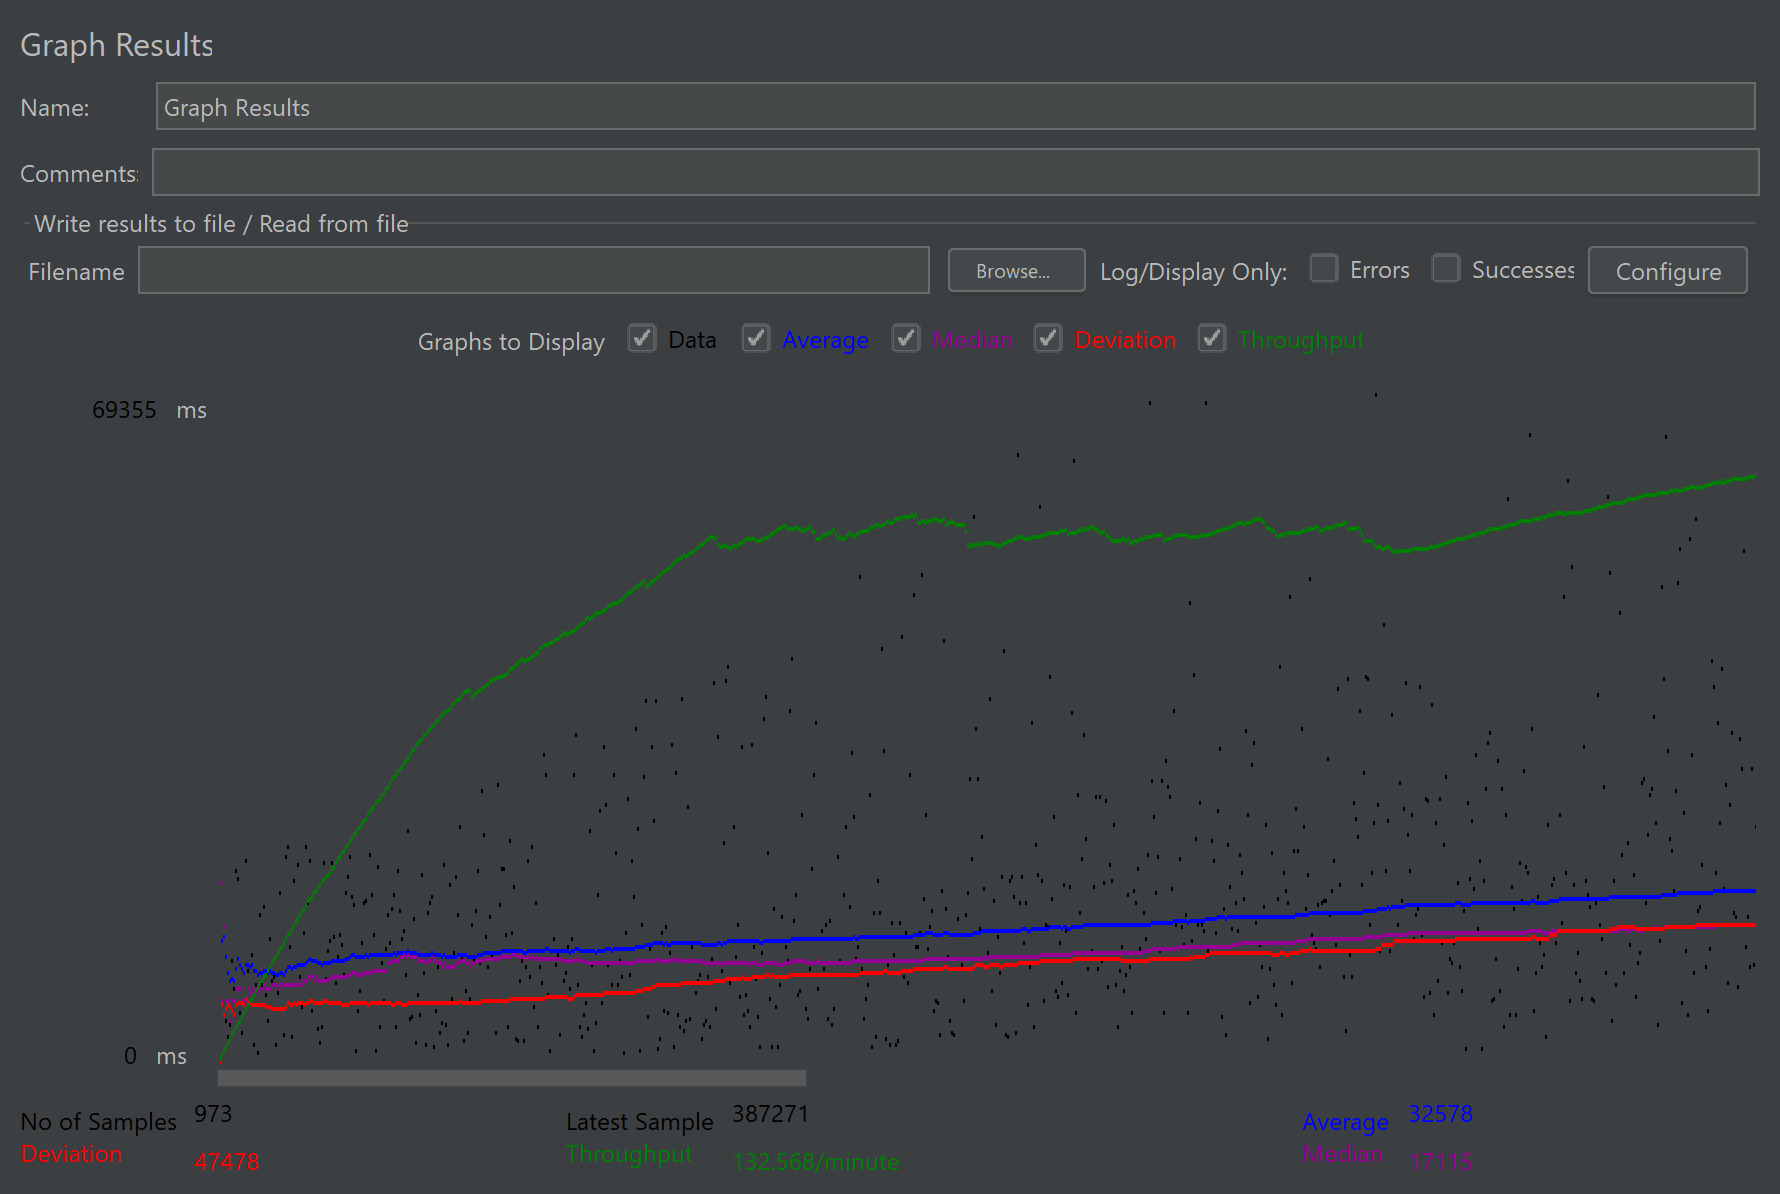 Graph Results
Name: Graph Results
Comments:
Write results to file / Read from file
Filename Browse... Log/Display Only: Errors Successes Configure
Graphs to Display Data Average Median Deviation Throughput
69355 ms
0 ms
No of Samples 973 Latest Sample 387271 Average 32578
Deviation 47478 Throughput 132.568/minute Median 17115